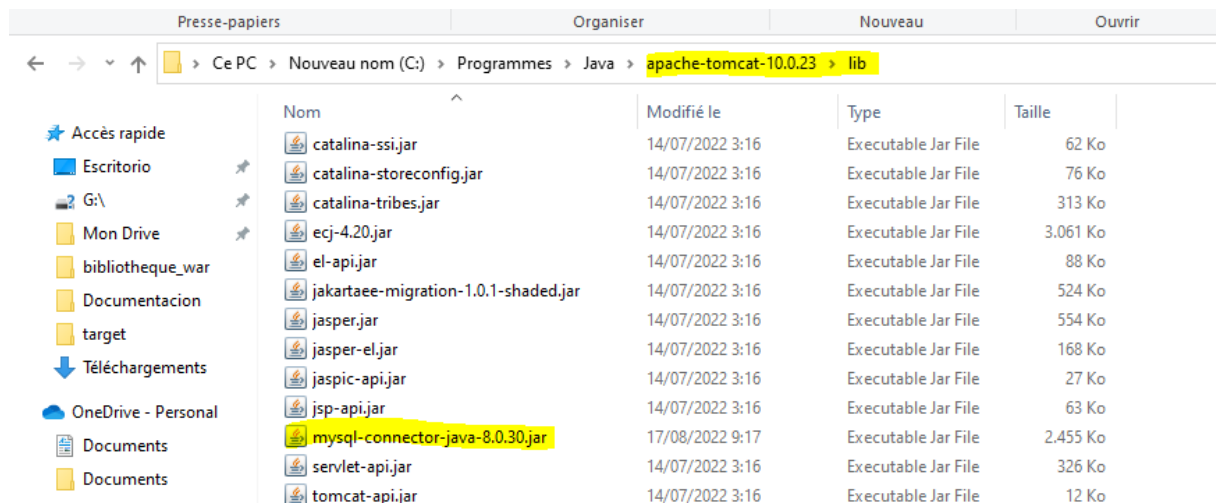 Presse-papiers Organiser Nouveau Ouvrir
Ce PC > Nouveau nom (C:) > Programmes > Java > apache-tomcat-10.0.23 > lib
Nom Modifié le Type Taille
Accès rapide
catalina-ssi.jar 14/07/2022 3:16 Executable Jar File 62 Ko
Escritorio
catalina-storeconfig.jar 14/07/2022 3:16 Executable Jar File 76 Ko
G:\
catalina-tribes.jar 14/07/2022 3:16 Executable Jar File 313 Ko
Mon Drive
ecj-4.20.jar 14/07/2022 3:16 Executable Jar File 3.061 Ko
bibliotheque_war
el-api.jar 14/07/2022 3:16 Executable Jar File 88 Ko
Documentacion
jakartaee-migration-1.0.1-shaded.jar 14/07/2022 3:16 Executable Jar File 524 Ko
target
jasper.jar 14/07/2022 3:16 Executable Jar File 554 Ko
Téléchargements
jasper-el.jar 14/07/2022 3:16 Executable Jar File 168 Ko
jaspic-api.jar 14/07/2022 3:16 Executable Jar File 27 Ko
OneDrive - Personal
jsp-api.jar 14/07/2022 3:16 Executable Jar File 63 Ko
Documents
mysql-connector-java-8.0.30.jar 17/08/2022 9:17 Executable Jar File 2.455 Ko
Documents
servlet-api.jar 14/07/2022 3:16 Executable Jar File 326 Ko
tomcat-api.jar 14/07/2022 3:16 Executable Jar File 12 Ko